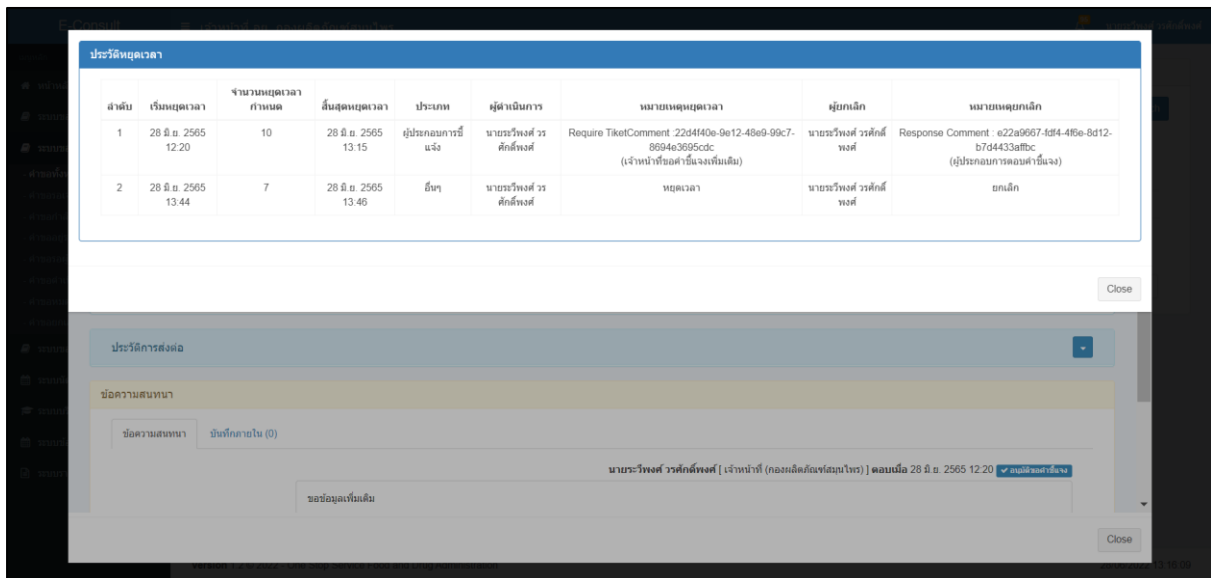 E-Consult
ประวัติหยุดเวลา
ลำดับ เริ่มหยุดเวลา จำนวนหยุดเวลา สิ้นสุดหยุดเวลา ประเภท ผู้ดำเนินการ หมายเหตุหยุดเวลา ผู้ยกเลิก หมายเหตุยกเลิก
กำหนด
1 28 มิ.ย. 2565 10 28 มิ.ย. 2565 ผู้ประกอบการชี้ นายระวีพงศ์ วร Require TiketComment :22d4f40e-9e12-48e9-99c7- นายระวีพงศ์ วรศักดิ์ Response Comment : e22a9667-fdf4-4f6e-8d12-
12:20 13:15 แจ้ง ศักดิ์พงศ์ 8694e3695cdc พงศ์ b7d4433affbc
(เจ้าหน้าที่ขอคำชี้แจงเพิ่มเติม) (ผู้ประกอบการตอบคำชี้แจง)
2 28 มิ.ย. 2565 7 28 มิ.ย. 2565 อื่นๆ นายระวีพงศ์ วร หยุดเวลา นายระวีพงศ์ วรศักดิ์ ยกเลิก
13:44 13:46 ศักดิ์พงศ์ พงศ์
Close
ประวัติการส่งต่อ
ข้อความสนทนา
ข้อความสนทนา บันทึกภายใน (0)
นายระวีพงศ์ วรศักดิ์พงศ์ [ เจ้าหน้าที่ (กองผลิตภัณฑ์สมุนไพร) ] ตอบเมื่อ 28 มิ.ย. 2565 12:20 อนุมัติขอคำชี้แจง
ขอข้อมูลเพิ่มเติม
Close